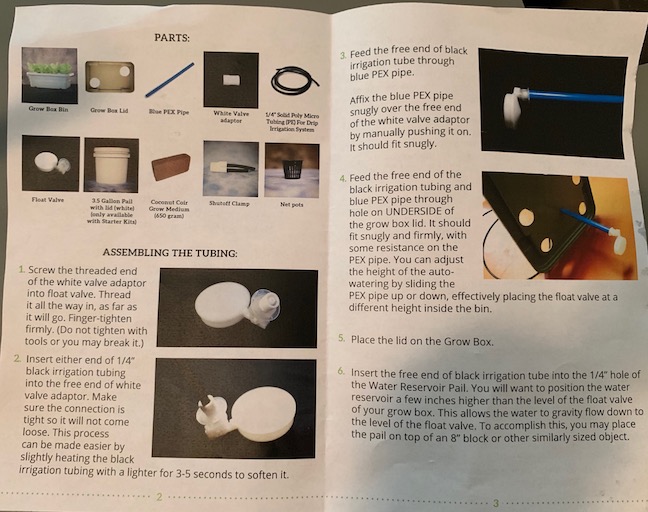 PARTS:
Grow Box Bin
Grow Box Lid
Blue PEX Pipe
White Valve
adaptor
1/4" Solid Poly Micro
Tubing (PE) For Drip
Irrigation System
Float Valve
3.5 Gallon Pail
with lid (white)
(only available
with Starter Kits)
Coconut Coir
Grow Medium
(650 gram)
Shutoff Clamp
Net pots
ASSEMBLING THE TUBING:
1. Screw the threaded end
of the white valve adaptor
into float valve. Thread
it all the way in, as far as
it will go. Finger-tighten
firmly. (Do not tighten with
tools or you may break it.)
2. Insert either end of 1/4"
black irrigation tubing
into the free end of white
valve adaptor. Make
sure the connection is
tight so it will not come
loose. This process
can be made easier by
slightly heating the black
irrigation tubing with a lighter for 3-5 seconds to soften it.
2
3. Feed the free end of black
irrigation tube through
blue PEX pipe.
Affix the blue PEX pipe
snugly over the free end
of the white valve adaptor
by manually pushing it on.
It should fit snugly.
4. Feed the free end of the
black irrigation tubing and
blue PEX pipe through
hole on UNDERSIDE of
the grow box lid. It should
fit snugly and firmly, with
some resistance on the
PEX pipe. You can adjust
the height of the auto-
watering by sliding the
PEX pipe up or down, effectively placing the float valve at a
different height inside the bin.
5. Place the lid on the Grow Box.
6. Insert the free end of black irrigation tube into the 1/4" hole of
the Water Reservoir Pail. You will want to position the water
reservoir a few inches higher than the level of the float valve
of your grow box. This allows the water to gravity flow down to
the level of the float valve. To accomplish this, you may place
the pail on top of an 8" block or other similarly sized object.
3